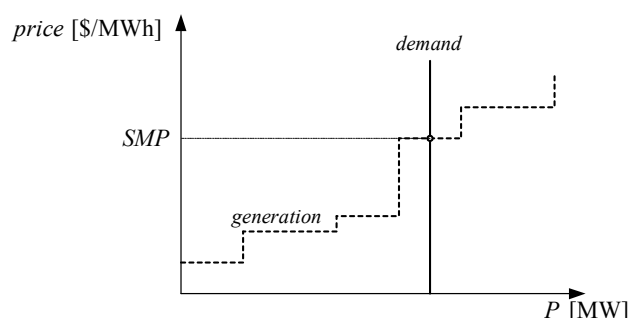 price [$/MWh]
demand
SMP
generation
P [MW]